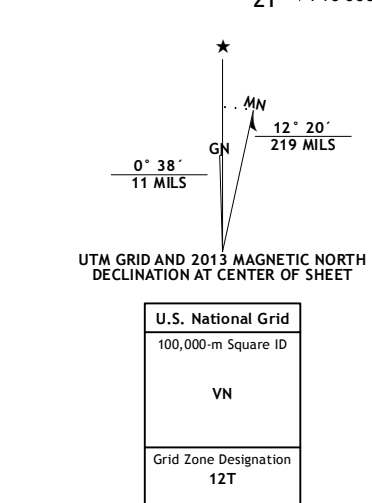 MN
12° 20´
219 MILS
GN
0° 38´
11 MILS
UTM GRID AND 2013 MAGNETIC NORTH
DECLINATION AT CENTER OF SHEET
U.S. National Grid
100,000-m Square ID
VN
Grid Zone Designation
12T